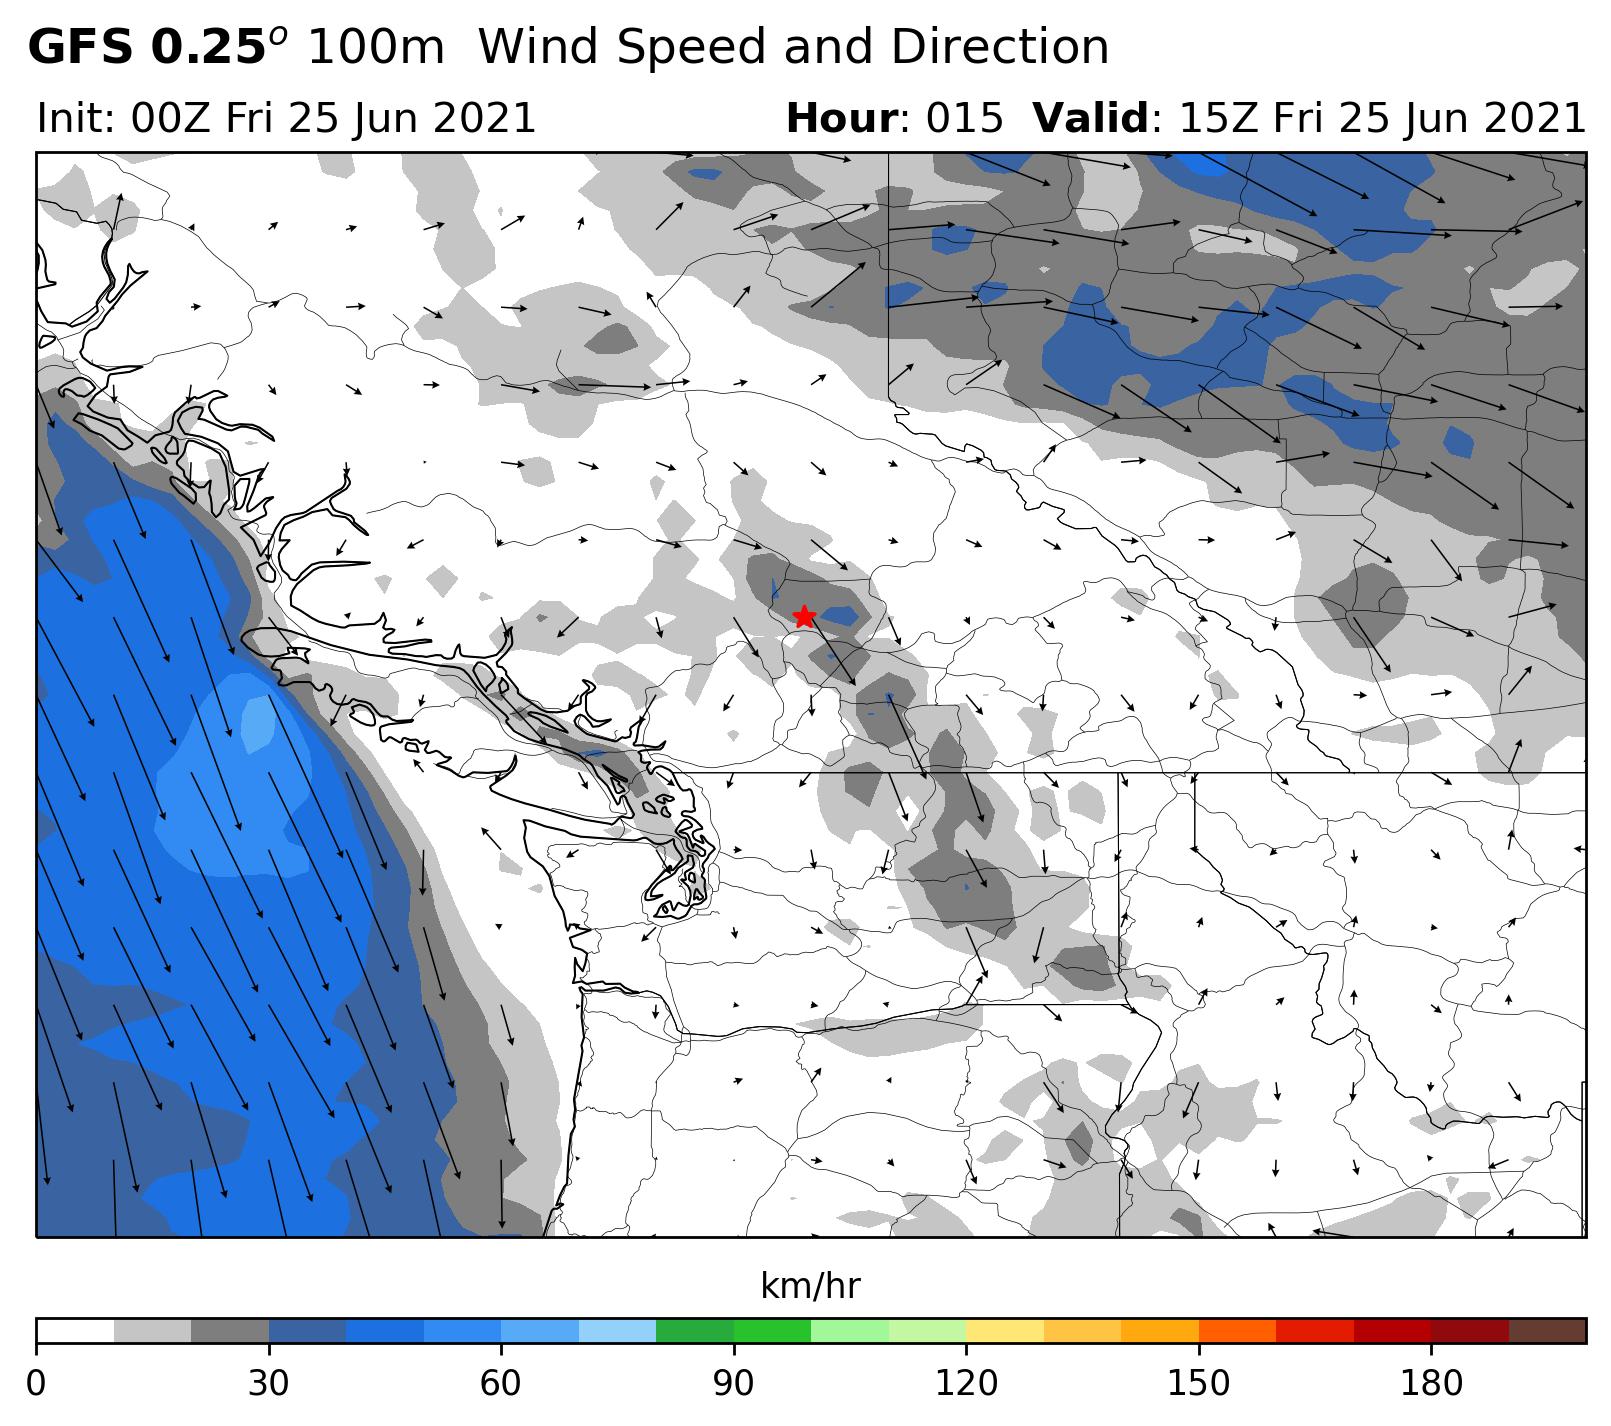 GFS 0.25° 100m Wind Speed and Direction
Init: 00Z Fri 25 Jun 2021 Hour: 015 Valid: 15Z Fri 25 Jun 2021
km/hr
0 30 60 90 120 150 180